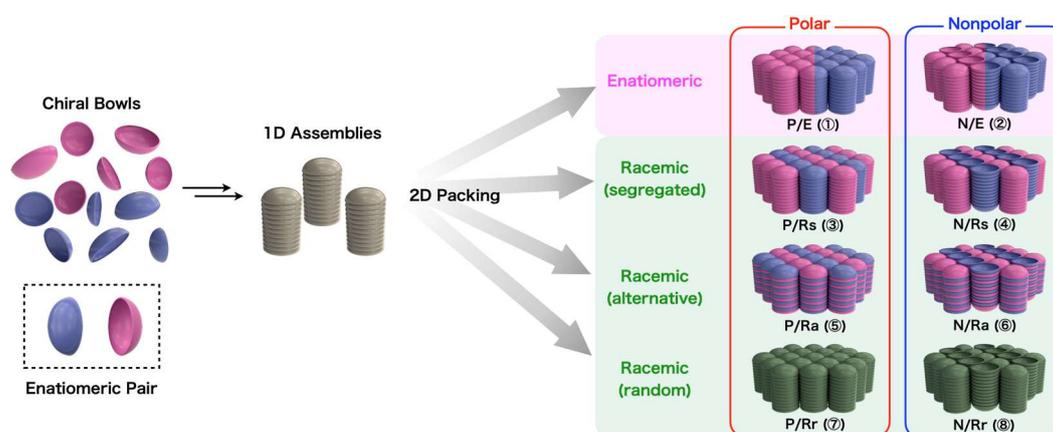 Chiral Bowls
Enatiomeric Pair
1D Assemblies
2D Packing
Polar
Nonpolar
Enatiomeric
P/E (①)
N/E (②)
Racemic
(segregated)
P/Rs (③)
N/Rs (④)
Racemic
(alternative)
P/Ra (⑤)
N/Ra (⑥)
Racemic
(random)
P/Rr (⑦)
N/Rr (⑧)